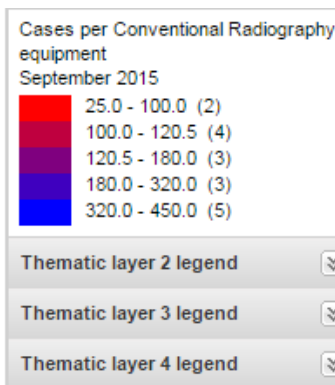 Cases per Conventional Radiography
equipment
September 2015
25.0 - 100.0 (2)
100.0 - 120.5 (4)
120.5 - 180.0 (3)
180.0 - 320.0 (3)
320.0 - 450.0 (5)
Thematic layer 2 legend
Thematic layer 3 legend
Thematic layer 4 legend